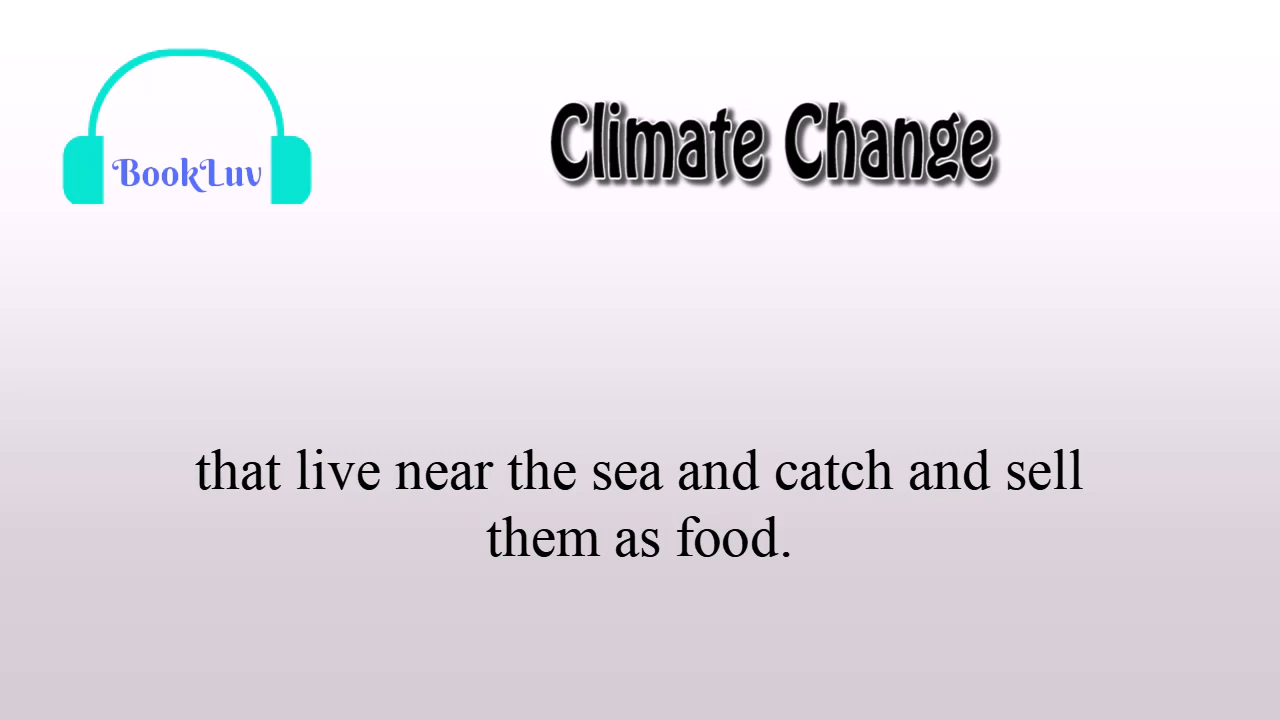 BookLuv
Climate Change
that live near the sea and catch and sell
them as food.